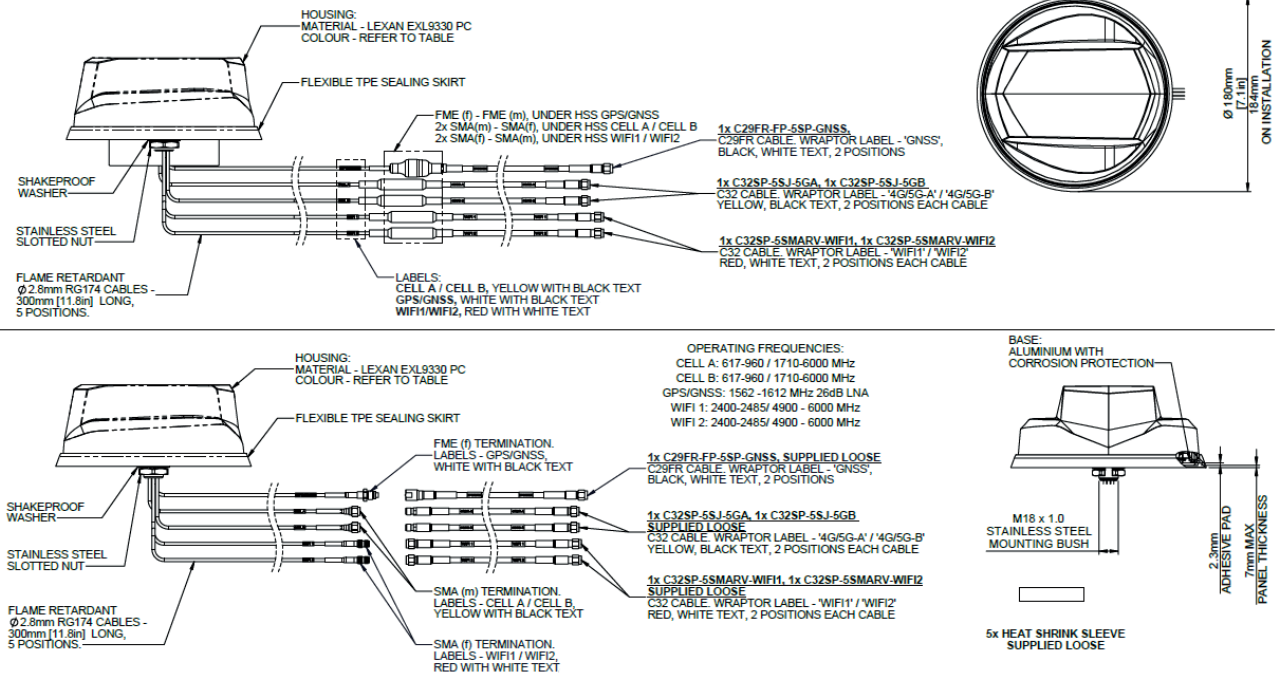 HOUSING:
MATERIAL - LEXAN EXL9330 PC
COLOUR - REFER TO TABLE
FLEXIBLE TPE SEALING SKIRT
FME (f) - FME (m), UNDER HSS GPS/GNSS
2x SMA(m) - SMA(f), UNDER HSS CELL A / CELL B
2x SMA(f) - SMA(m), UNDER HSS WIFI1 / WIFI2
1x C29FR-FP-5SP-GNSS,
C29FR CABLE. WRAPTOR LABEL - 'GNSS',
BLACK, WHITE TEXT, 2 POSITIONS
1x C32SP-5SJ-5GA, 1x C32SP-5SJ-5GB
C32 CABLE. WRAPTOR LABEL - '4G/5G-A' / '4G/5G-B'
YELLOW, BLACK TEXT, 2 POSITIONS EACH CABLE
1x C32SP-5SMARV-WIFI1, 1x C32SP-5SMARV-WIFI2
C32 CABLE. WRAPTOR LABEL - 'WIFI1' / 'WIFI2'
RED, WHITE TEXT, 2 POSITIONS EACH CABLE
SHAKEPROOF
WASHER
STAINLESS STEEL
SLOTTED NUT
FLAME RETARDANT
Ø2.8mm RG174 CABLES -
300mm [11.8in] LONG,
5 POSITIONS.
LABELS:
CELL A / CELL B, YELLOW WITH BLACK TEXT
GPS/GNSS, WHITE WITH BLACK TEXT
WIFI1/WIFI2, RED WITH WHITE TEXT
Ø 180mm
[7.1in]
184mm
ON INSTALLATION
HOUSING:
MATERIAL - LEXAN EXL9330 PC
COLOUR - REFER TO TABLE
FLEXIBLE TPE SEALING SKIRT
FME (f) TERMINATION.
LABELS - GPS/GNSS,
WHITE WITH BLACK TEXT
SHAKEPROOF
WASHER
STAINLESS STEEL
SLOTTED NUT
FLAME RETARDANT
Ø2.8mm RG174 CABLES -
300mm [11.8in] LONG,
5 POSITIONS.
SMA (m) TERMINATION.
LABELS - CELL A / CELL B,
YELLOW WITH BLACK TEXT
SMA (f) TERMINATION.
LABELS - WIFI1 / WIFI2,
RED WITH WHITE TEXT
OPERATING FREQUENCIES:
CELL A: 617-960 / 1710-6000 MHz
CELL B: 617-960 / 1710-6000 MHz
GPS/GNSS: 1562 -1612 MHz 26dB LNA
WIFI 1: 2400-2485/ 4900 - 6000 MHz
WIFI 2: 2400-2485/ 4900 - 6000 MHz
1x C29FR-FP-5SP-GNSS, SUPPLIED LOOSE
C29FR CABLE. WRAPTOR LABEL - 'GNSS',
BLACK, WHITE TEXT, 2 POSITIONS
1x C32SP-5SJ-5GA, 1x C32SP-5SJ-5GB
SUPPLIED LOOSE
C32 CABLE. WRAPTOR LABEL - '4G/5G-A' / '4G/5G-B'
YELLOW, BLACK TEXT, 2 POSITIONS EACH CABLE
1x C32SP-5SMARV-WIFI1, 1x C32SP-5SMARV-WIFI2
SUPPLIED LOOSE
C32 CABLE. WRAPTOR LABEL - 'WIFI1' / 'WIFI2'
RED, WHITE TEXT, 2 POSITIONS EACH CABLE
BASE:
ALUMINIUM WITH
CORROSION PROTECTION
M18 x 1.0
STAINLESS STEEL
MOUNTING BUSH
2.3mm
ADHESIVE PAD
7mm MAX
PANEL THICKNESS
5x HEAT SHRINK SLEEVE
SUPPLIED LOOSE